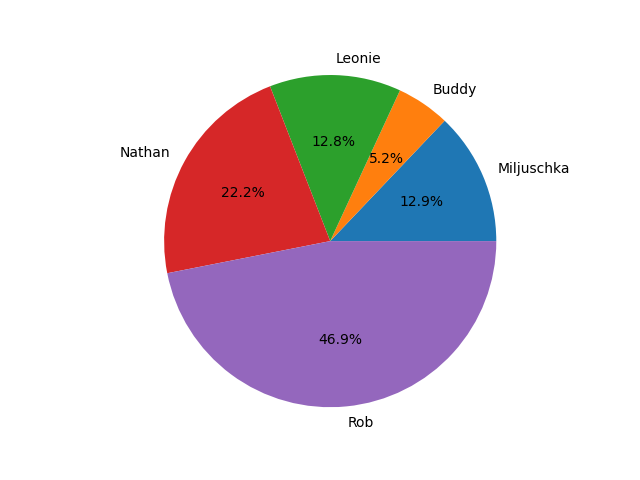 Leonie
Buddy
Nathan
Miljuschka
12.8%
5.2%
22.2%
12.9%
46.9%
Rob